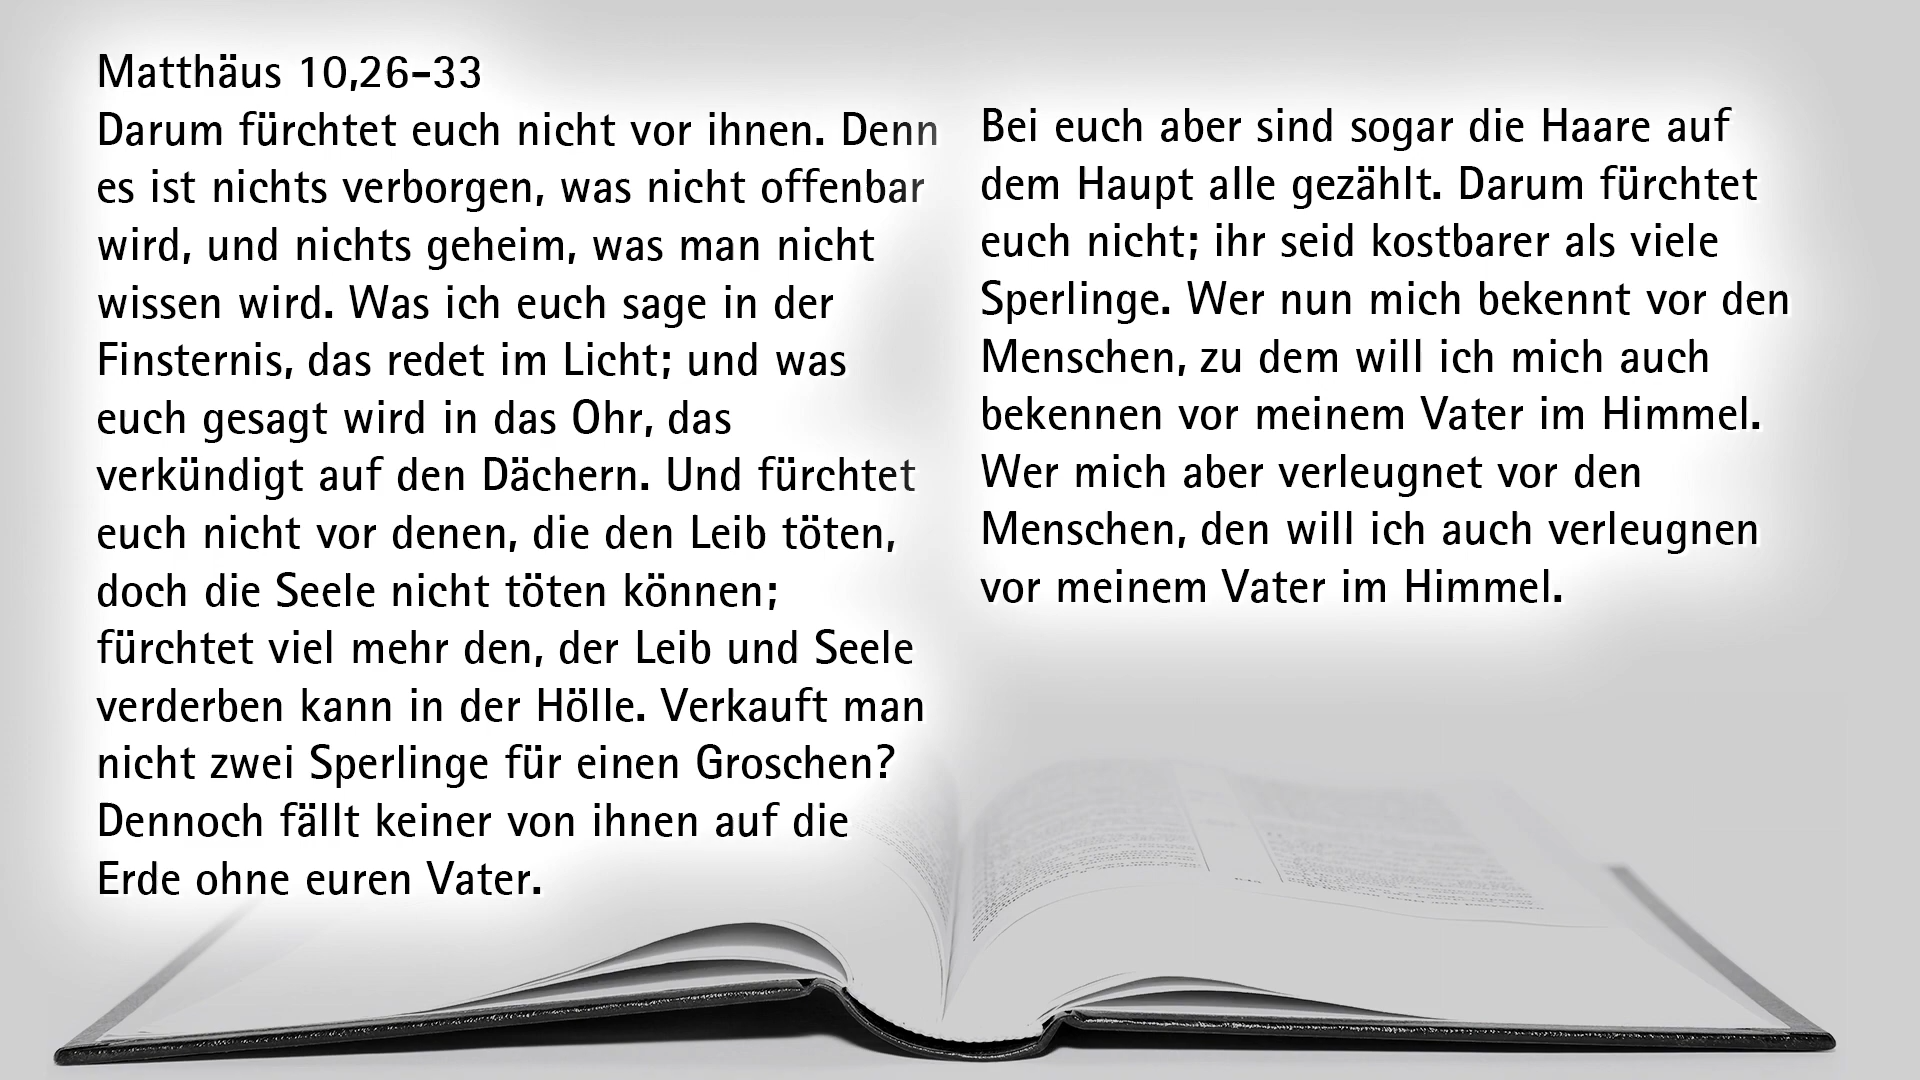 Matthäus 10,26-33
Darum fürchtet euch nicht vor ihnen. Denn
es ist nichts verborgen, was nicht offenbar
wird, und nichts geheim, was man nicht
wissen wird. Was ich euch sage in der
Finsternis, das redet im Licht; und was
euch gesagt wird in das Ohr, das
verkündigt auf den Dächern. Und fürchtet
euch nicht vor denen, die den Leib töten,
doch die Seele nicht töten können;
fürchtet viel mehr den, der Leib und Seele
verderben kann in der Hölle. Verkauft man
nicht zwei Sperlinge für einen Groschen?
Dennoch fällt keiner von ihnen auf die
Erde ohne euren Vater.
Bei euch aber sind sogar die Haare auf
dem Haupt alle gezählt. Darum fürchtet
euch nicht; ihr seid kostbarer als viele
Sperlinge. Wer nun mich bekennt vor den
Menschen, zu dem will ich mich auch
bekennen vor meinem Vater im Himmel.
Wer mich aber verleugnet vor den
Menschen, den will ich auch verleugnen
vor meinem Vater im Himmel.